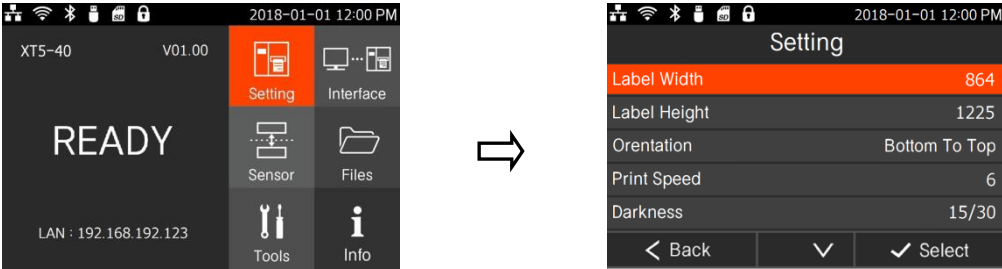 SD 2018-01-01 12:00 PM
XT5-40 V01.00
READY
LAN : 192.168.192.123
Setting Interface
Sensor Files
Tools Info
SD 2018-01-01 12:00 PM
Setting
Label Width 864
Label Height 1225
Orentation Bottom To Top
Print Speed 6
Darkness 15/30
Back Select